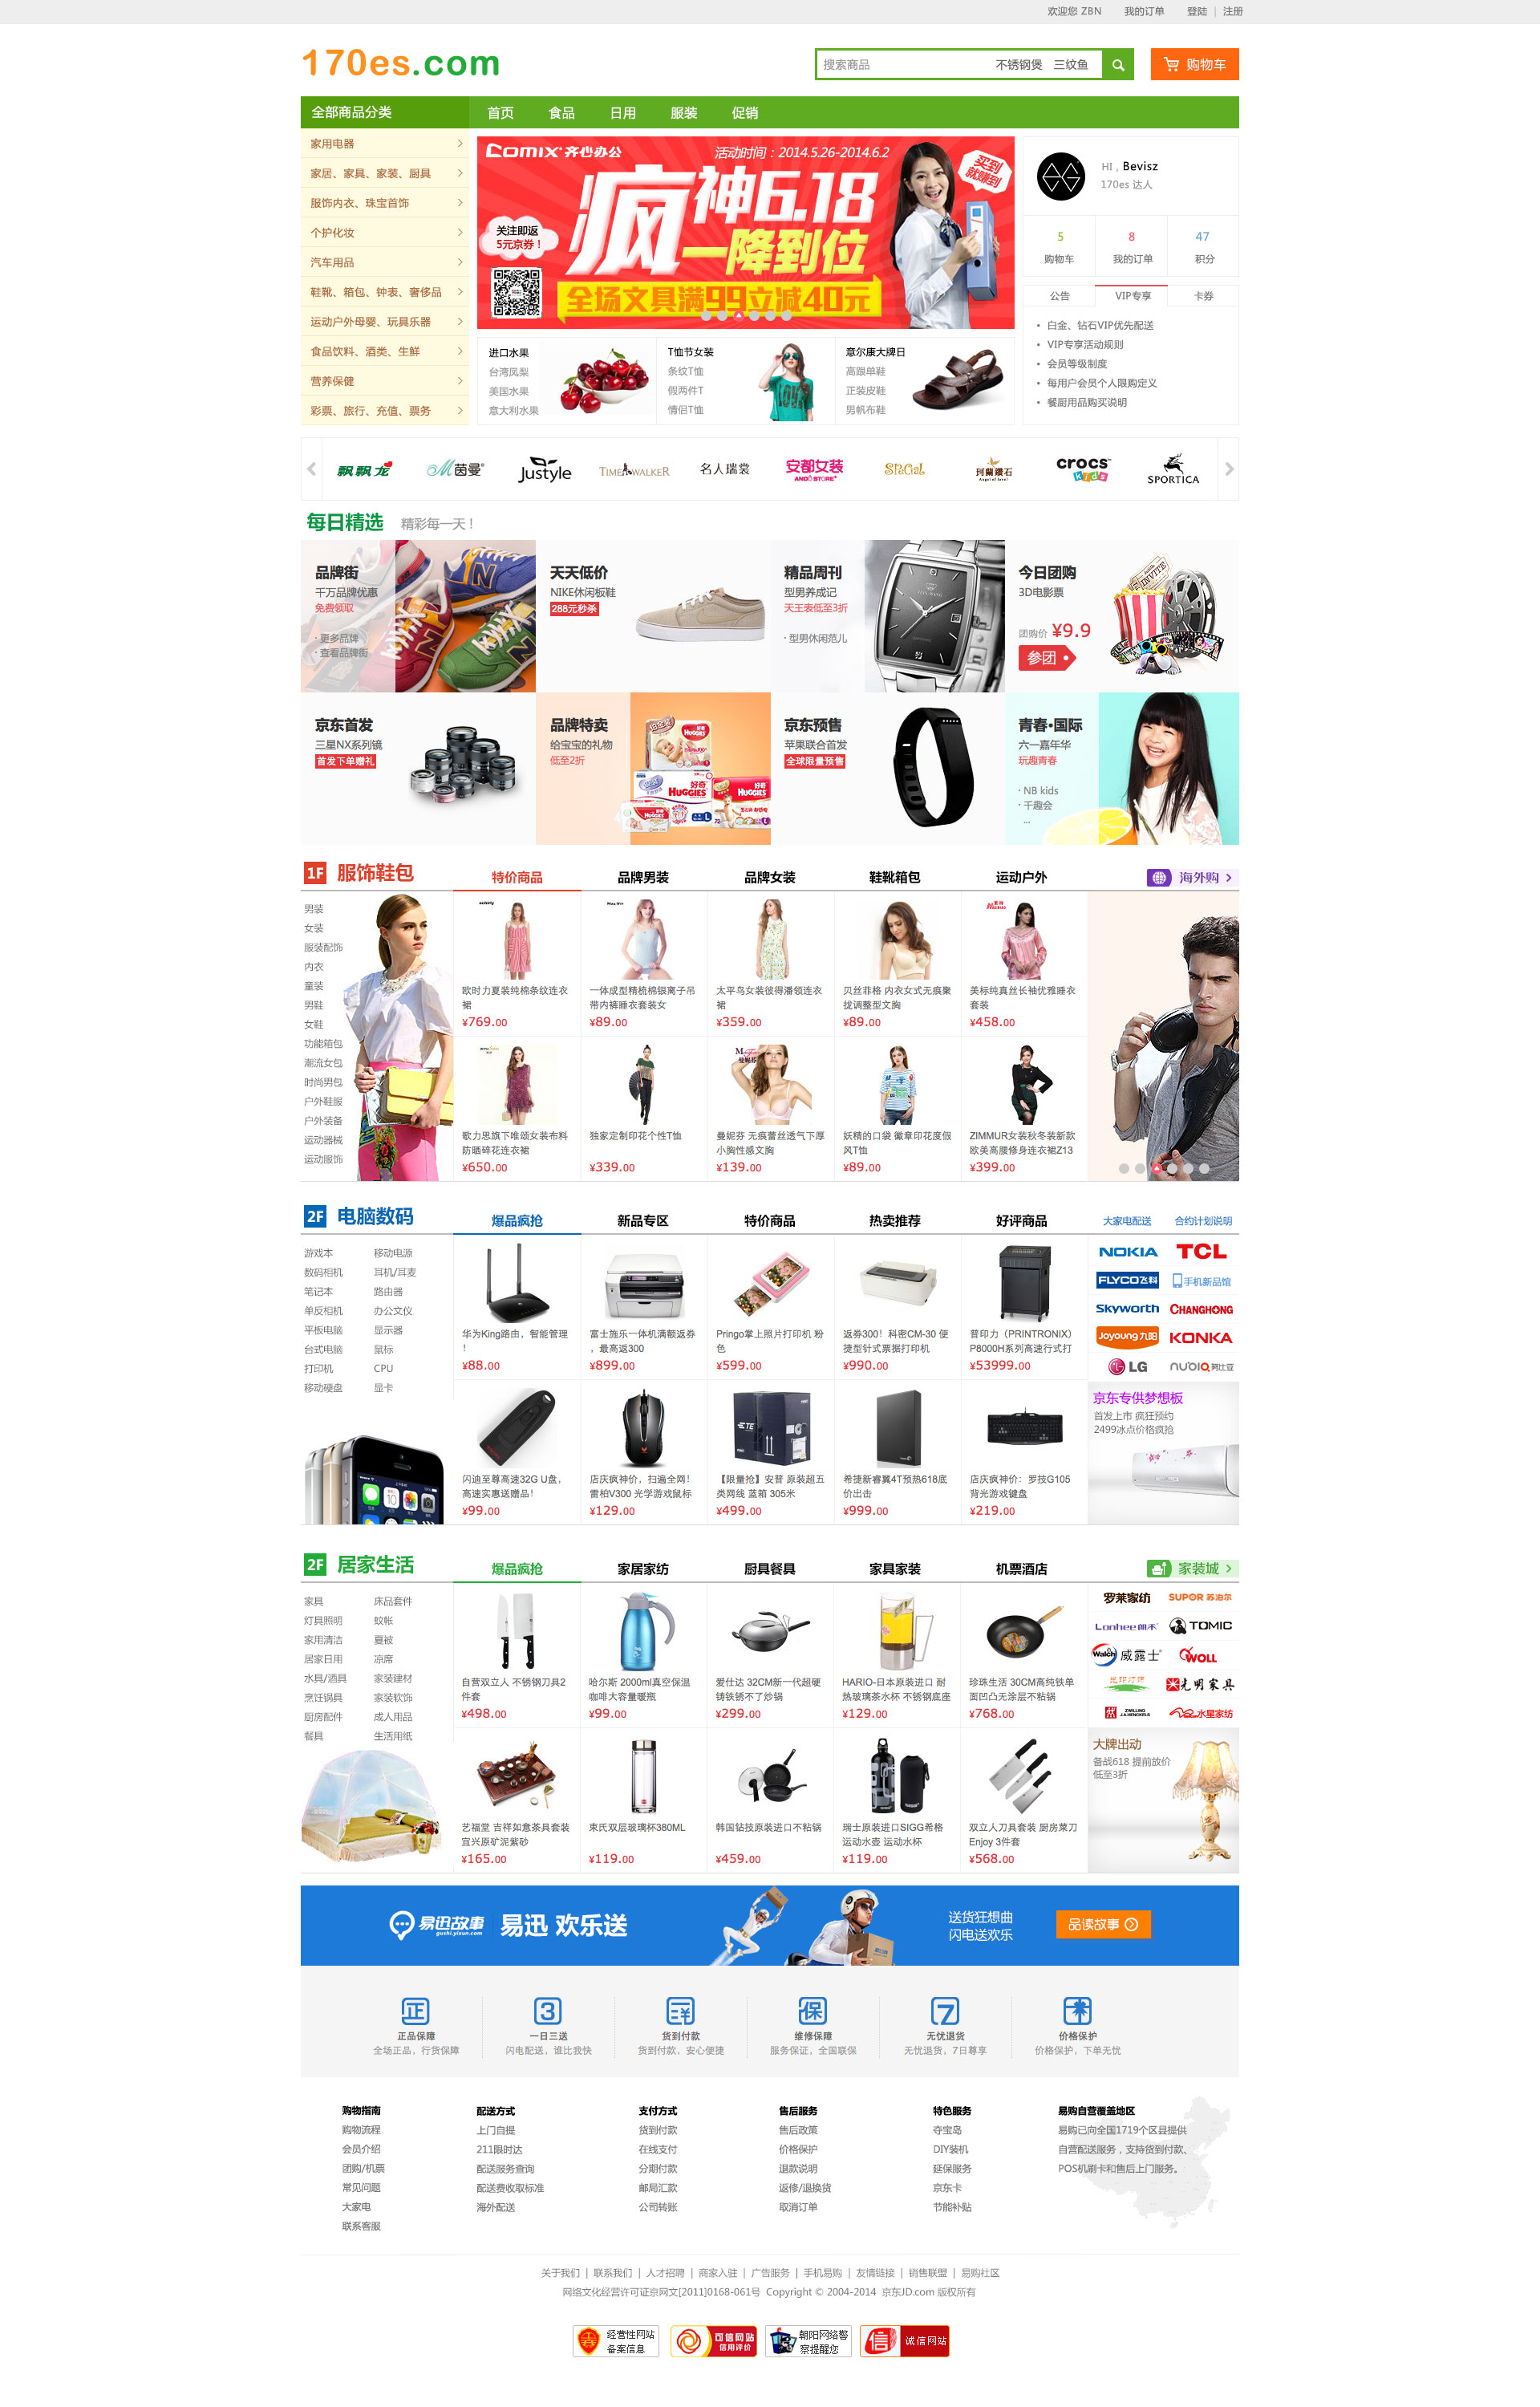 欢迎您 ZBN 我的订单 登陆 | 注册
170es.com
搜索商品 不锈钢煲 三纹鱼
购物车
全部商品分类 首页 食品 日用 服装 促销
家用电器
家居、家具、家装、厨具
服饰内衣、珠宝首饰
个护化妆
汽车用品
鞋靴、箱包、钟表、奢侈品
运动户外母婴、玩具乐器
食品饮料、酒类、生鲜
营养保健
彩票、旅行、充值、票务
COMIX 齐心办公
活动时间：2014.5.26-2014.6.2
买到就赚到
疯神6.18
一降到位
关注即返
5元京券！
全场文具满99立减40元
HI , Bevisz
170es 达人
5 8 47
购物车 我的订单 积分
公告 VIP专享 卡券
白金、钻石VIP优先配送
VIP专享活动规则
会员等级制度
每用户会员个人限购定义
餐厨用品购买说明
进口水果
台湾凤梨
美国水果
意大利水果
T恤节女装
条纹T恤
假两件T
情侣T恤
意尔康大牌日
高跟单鞋
正装皮鞋
男帆布鞋
飘飘龙 茵曼 Justyle TIMEWALKER 名人瑞裳 安都女装 ANDO STORE 珂蘭鑽石 crocs kids SPORTICA
每日精选 精彩每一天！
品牌街
千万品牌优惠
免费领取
· 更多品牌
· 查看品牌街
天天低价
NIKE休闲板鞋
288元秒杀
精品周刊
型男养成记
天王表低至3折
· 型男休闲范儿
今日团购
3D电影票
团购价 ¥9.9
参团
INVITE
京东首发
三星NX系列镜
首发下单赠礼
品牌特卖
给宝宝的礼物
低至2折
HUGGIES
京东预售
苹果联合首发
全球限量预售
青春·国际
六一嘉年华
玩趣青春
· NB kids
· 千趣会
...
1F 服饰鞋包 特价商品 品牌男装 品牌女装 鞋靴箱包 运动户外 海外购
男装
女装
服装配饰
内衣
童装
男鞋
女鞋
功能箱包
潮流女包
时尚男包
户外鞋服
户外装备
运动器械
运动服饰
欧时力夏装纯棉条纹连衣
裙
¥769.00
一体成型精梳棉银离子吊
带内裤睡衣套装女
¥89.00
太平鸟女装彼得潘领连衣
裙
¥359.00
贝丝菲格 内衣女式无痕聚
拢调整型文胸
¥89.00
美标纯真丝长袖优雅睡衣
套装
¥458.00
歌力思旗下唯颂女装布料
防晒碎花连衣裙
¥650.00
独家定制印花个性T恤
¥339.00
曼妮芬 无痕蕾丝透气下厚
小胸性感文胸
¥139.00
妖精的口袋 徽章印花度假
风T恤
¥89.00
ZIMMUR女装秋冬装新款
欧美高腰修身连衣裙Z13
¥399.00
2F 电脑数码 爆品疯抢 新品专区 特价商品 热卖推荐 好评商品 大家电配送 合约计划说明
游戏本 移动电源
数码相机 耳机/耳麦
笔记本 路由器
单反相机 办公文仪
平板电脑 显示器
台式电脑 鼠标
打印机 CPU
移动硬盘 显卡
华为King路由，智能管理
！
¥88.00
富士施乐一体机满额返券
，最高返300
¥899.00
Pringo掌上照片打印机 粉
色
¥599.00
返券300！科密CM-30 便
捷型针式票据打印机
¥990.00
普印力（PRINTRONIX）
P8000H系列高速行式打
¥53999.00
闪迪至尊高速32G U盘，
高速实惠送赠品！
¥99.00
店庆疯神价，扫遍全网！
雷柏V300 光学游戏鼠标
¥129.00
【限量抢】安普 原装超五
类网线 蓝箱 305米
¥499.00
希捷新睿翼4T预热618底
价出击
¥999.00
店庆疯神价：罗技G105
背光游戏键盘
¥219.00
NOKIA TCL
FLYCO飞科 手机新品馆
Skyworth CHANGHONG
Joyoung九阳 KONKA
LG nubia 努比亚
京东专供梦想板
首发上市 疯狂预约
2499冰点价格疯抢
2F 居家生活 爆品疯抢 家居家纺 厨具餐具 家具家装 机票酒店 家装城
家具 床品套件
灯具照明 蚊帐
家用清洁 夏被
居家日用 凉席
水具/酒具 家装建材
烹饪锅具 家装软饰
厨房配件 成人用品
餐具 生活用纸
自营双立人 不锈钢刀具2
件套
¥498.00
哈尔斯 2000ml真空保温
咖啡大容量暖瓶
¥99.00
爱仕达 32CM新一代超硬
铸铁锈不了炒锅
¥299.00
HARIO-日本原装进口 耐
热玻璃茶水杯 不锈钢底座
¥129.00
珍珠生活 30CM高纯铁单
面凹凸无涂层不粘锅
¥768.00
艺福堂 吉祥如意茶具套装
宜兴原矿泥紫砂
¥165.00
束氏双层玻璃杯380ML
¥119.00
韩国钻技原装进口不粘锅
¥459.00
瑞士原装进口SIGG希格
运动水壶 运动水杯
¥119.00
双立人刀具套装 厨房菜刀
Enjoy 3件套
¥568.00
罗莱家纺 SUPOR 苏泊尔
Lonhee 朗禾 TOMIC
Walch 威露士 WOLL
光明家具
ZWILLING J.A.HENCKELS 水星家纺
大牌出动
备战618 提前放价
低至3折
易迅故事 gushi.yixun.com 易迅 欢乐送
送货狂想曲
闪电送欢乐
品读故事
正 3 保 7
正品保障 一日三送 货到付款 维修保障 无忧退货 价格保护
全场正品，行货保障 闪电配送，谁比我快 货到付款，安心便捷 服务保证，全国联保 无忧退货，7日尊享 价格保护，下单无忧
购物指南
购物流程
会员介绍
团购/机票
常见问题
大家电
联系客服
配送方式
上门自提
211限时达
配送服务查询
配送费收取标准
海外配送
支付方式
货到付款
在线支付
分期付款
邮局汇款
公司转账
售后服务
售后政策
价格保护
退款说明
返修/退换货
取消订单
特色服务
夺宝岛
DIY装机
延保服务
京东卡
节能补贴
易购自营覆盖地区
易购已向全国1719个区县提供
自营配送服务，支持货到付款、
POS机刷卡和售后上门服务。
关于我们 | 联系我们 | 人才招聘 | 商家入驻 | 广告服务 | 手机易购 | 友情链接 | 销售联盟 | 易购社区
网络文化经营许可证京网文[2011]0168-061号 Copyright © 2004-2014 京东JD.com 版权所有
经营性网站
备案信息
可信网站
信用评价
朝阳网络警
察提醒您
诚信网站